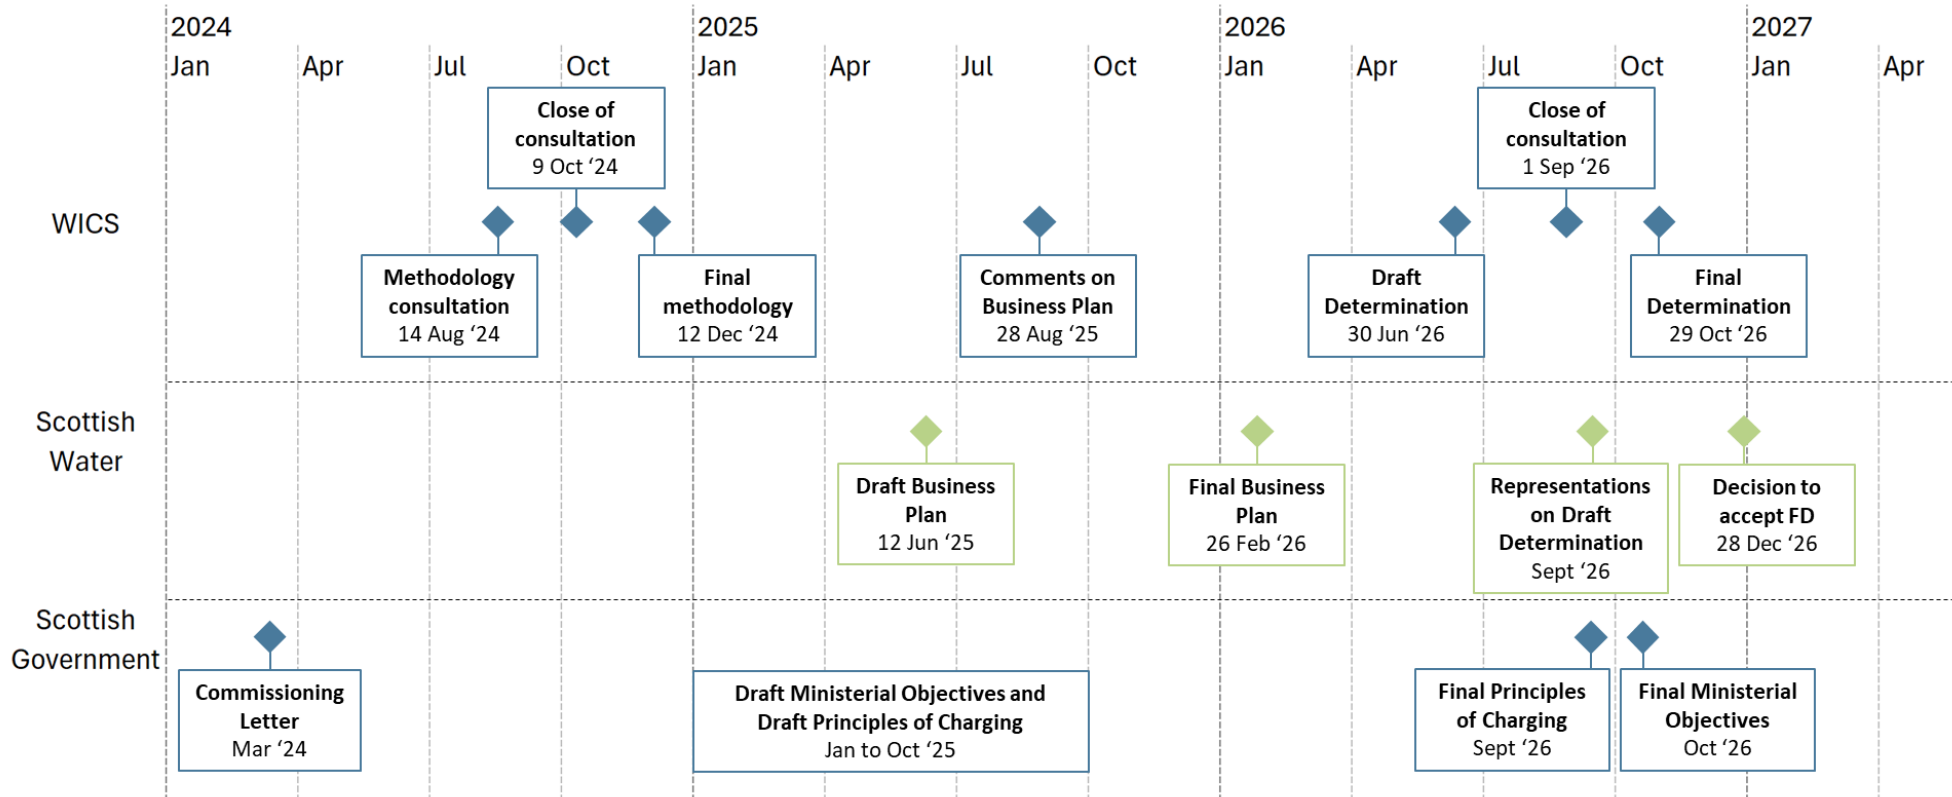 2024
2025
2026
2027
Jan
Apr
Jul
Oct
Jan
Apr
Jul
Oct
Jan
Apr
Jul
Oct
Jan
Apr
WICS
Close of
consultation
9 Oct ‘24
Close of
consultation
1 Sep ‘26
Methodology
consultation
14 Aug ‘24
Final
methodology
12 Dec ‘24
Comments on
Business Plan
28 Aug ‘25
Draft
Determination
30 Jun ‘26
Final
Determination
29 Oct ‘26
Scottish
Water
Draft Business
Plan
12 Jun ‘25
Final Business
Plan
26 Feb ‘26
Representations
on Draft
Determination
Sept ‘26
Decision to
accept FD
28 Dec ‘26
Scottish
Government
Commissioning
Letter
Mar ‘24
Draft Ministerial Objectives and
Draft Principles of Charging
Jan to Oct ‘25
Final Principles
of Charging
Sept ‘26
Final Ministerial
Objectives
Oct ‘26